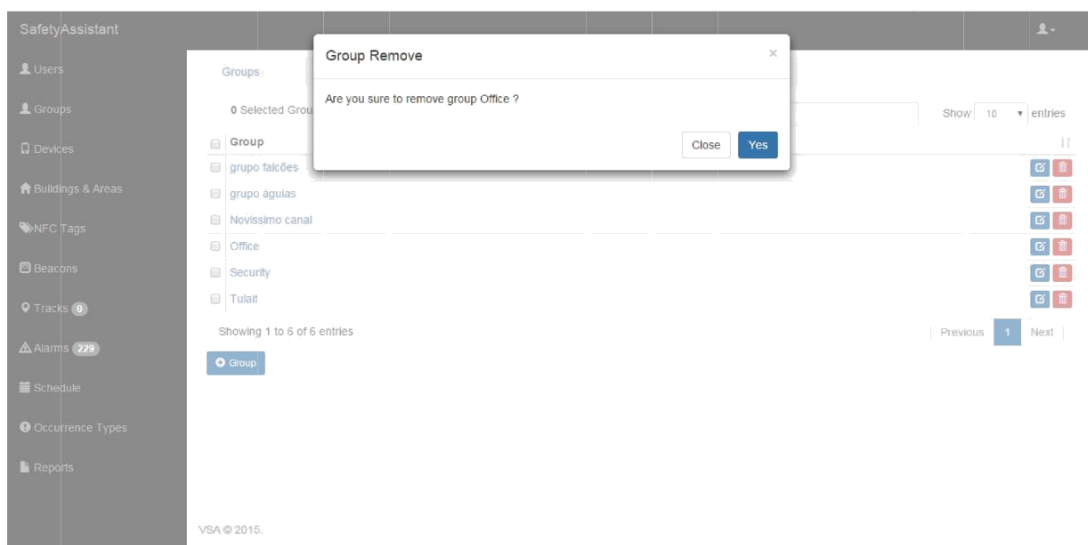 SafetyAssistant
Users
Groups
Devices
Buildings & Areas
NFC Tags
Beacons
Tracks 0
Alarms 229
Schedule
Occurrence Types
Reports
Group Remove ×
Are you sure to remove group Office ?
Close Yes
Groups
0 Selected Grou
Show 10 entries
Group
grupo falcões
grupo águias
Novissimo canal
Office
Security
Tulait
Showing 1 to 6 of 6 entries
Previous 1 Next
Group
VSA © 2015.